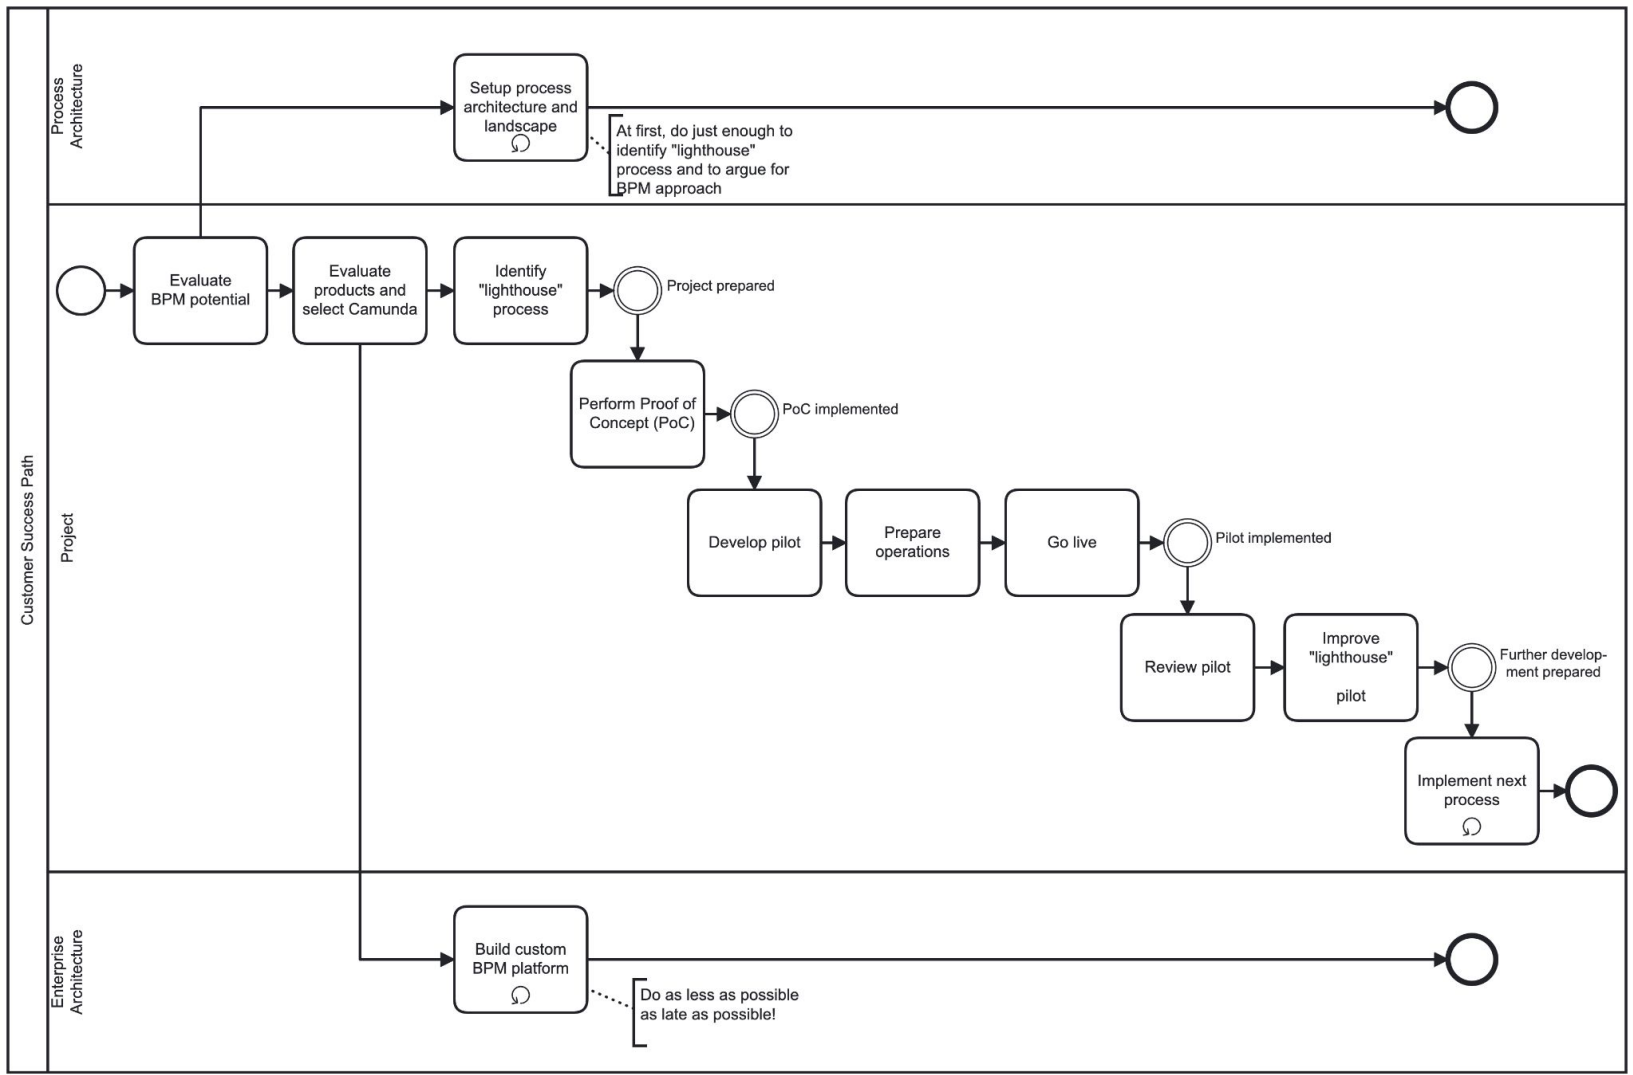 Customer Success Path
Process
Architecture
Setup process
architecture and
landscape
At first, do just enough to
identify "lighthouse"
process and to argue for
BPM approach
Project
Evaluate
BPM potential
Evaluate
products and
select Camunda
Identify
"lighthouse"
process
Project prepared
Perform Proof of
Concept (PoC)
PoC implemented
Develop pilot
Prepare
operations
Go live
Pilot implemented
Review pilot
Improve
"lighthouse"
pilot
Further develop-
ment prepared
Implement next
process
Enterprise
Architecture
Build custom
BPM platform
Do as less as possible
as late as possible!